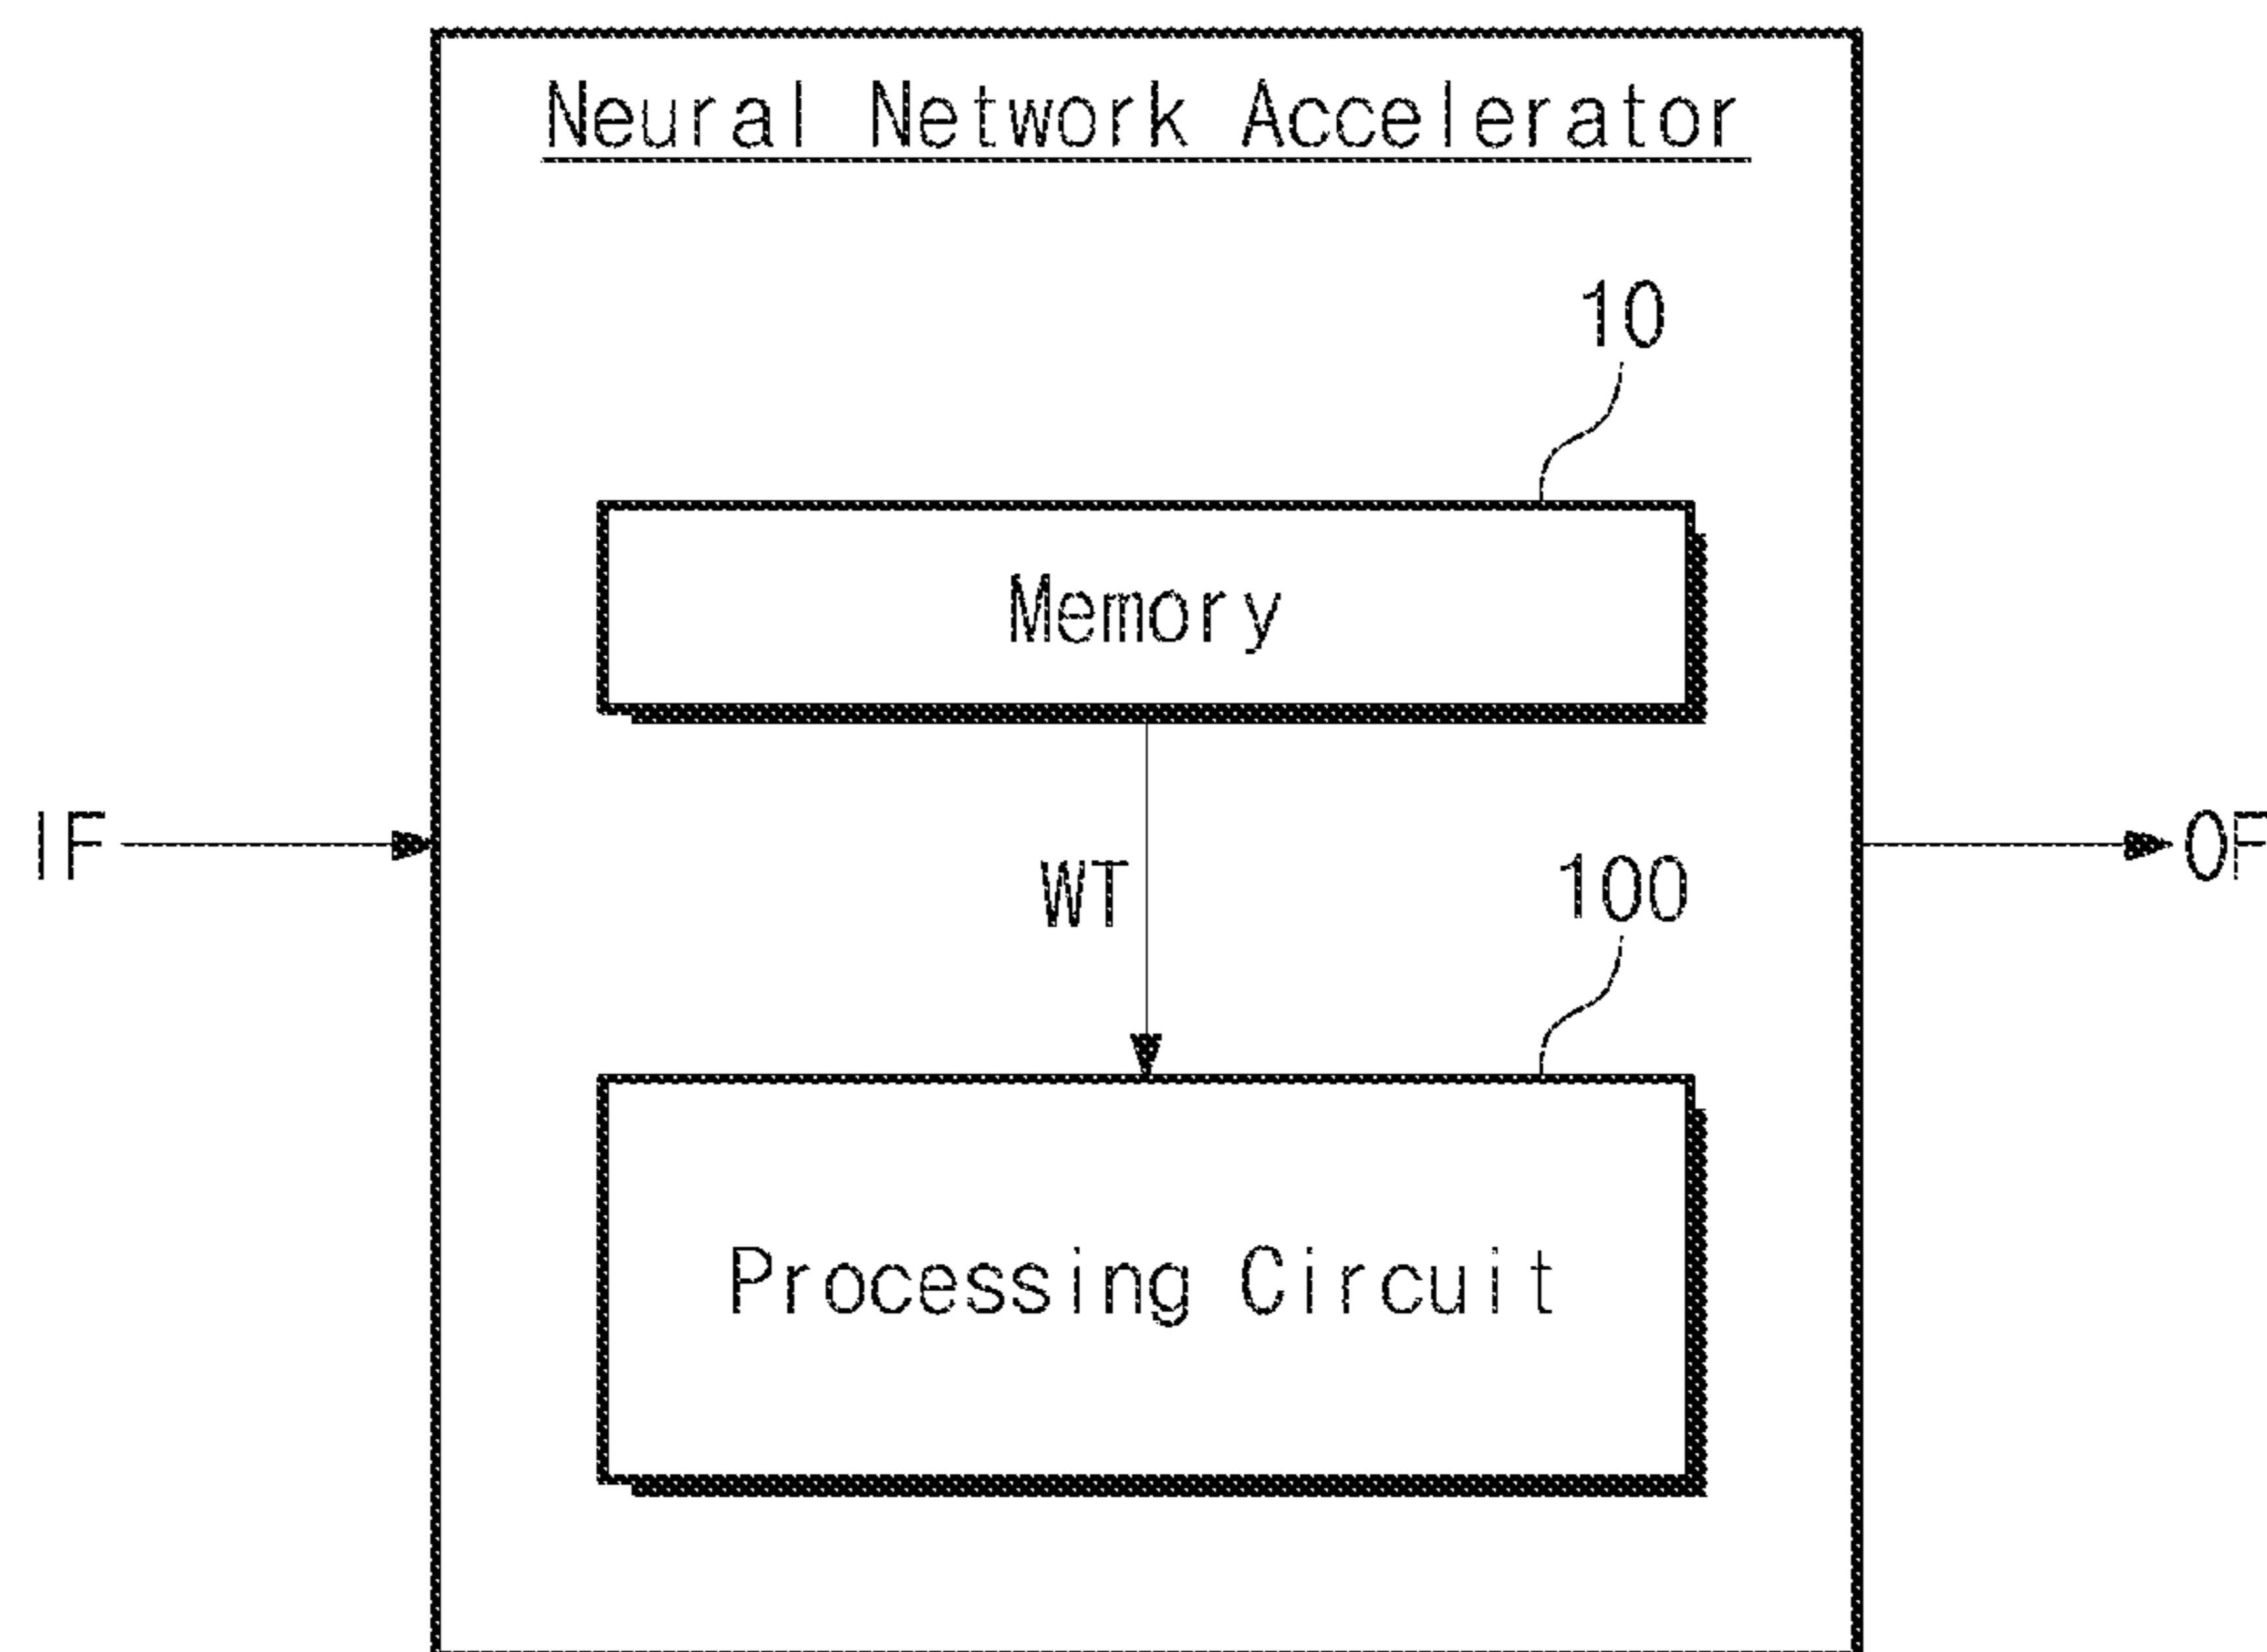 Neural Network Accelerator
10
Memory
IF
WT
100
OF
Processing Circuit